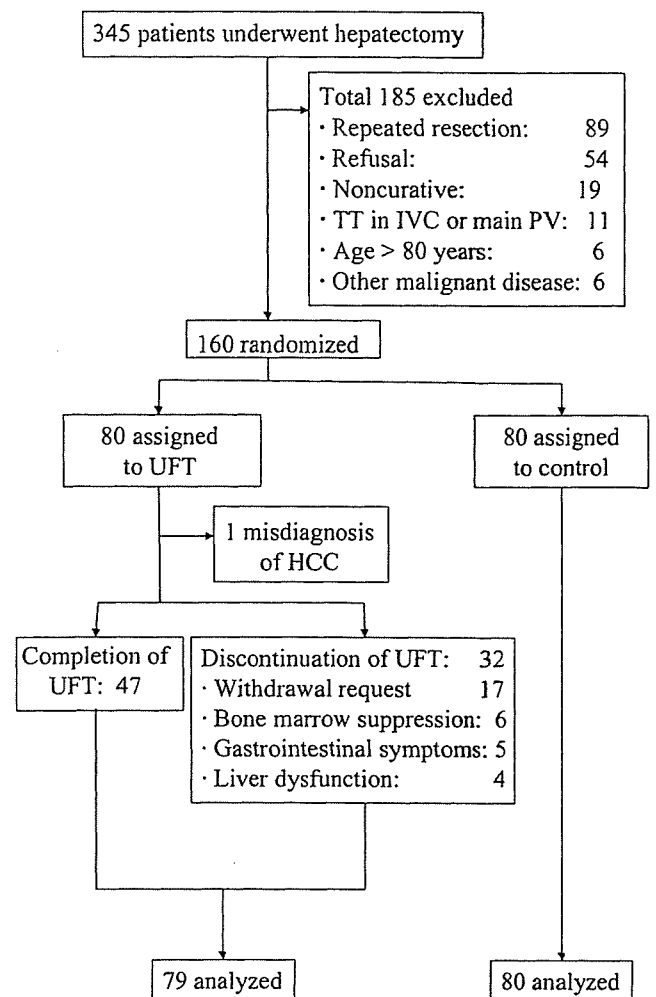 345 patients underwent hepatectomy
Total 185 excluded
· Repeated resection: 89
· Refusal: 54
· Noncurative: 19
· TT in IVC or main PV: 11
· Age > 80 years: 6
· Other malignant disease: 6
160 randomized
80 assigned
to UFT
80 assigned
to control
1 misdiagnosis
of HCC
Completion of
UFT: 47
Discontinuation of UFT: 32
· Withdrawal request 17
· Bone marrow suppression: 6
· Gastrointestinal symptoms: 5
· Liver dysfunction: 4
79 analyzed
80 analyzed